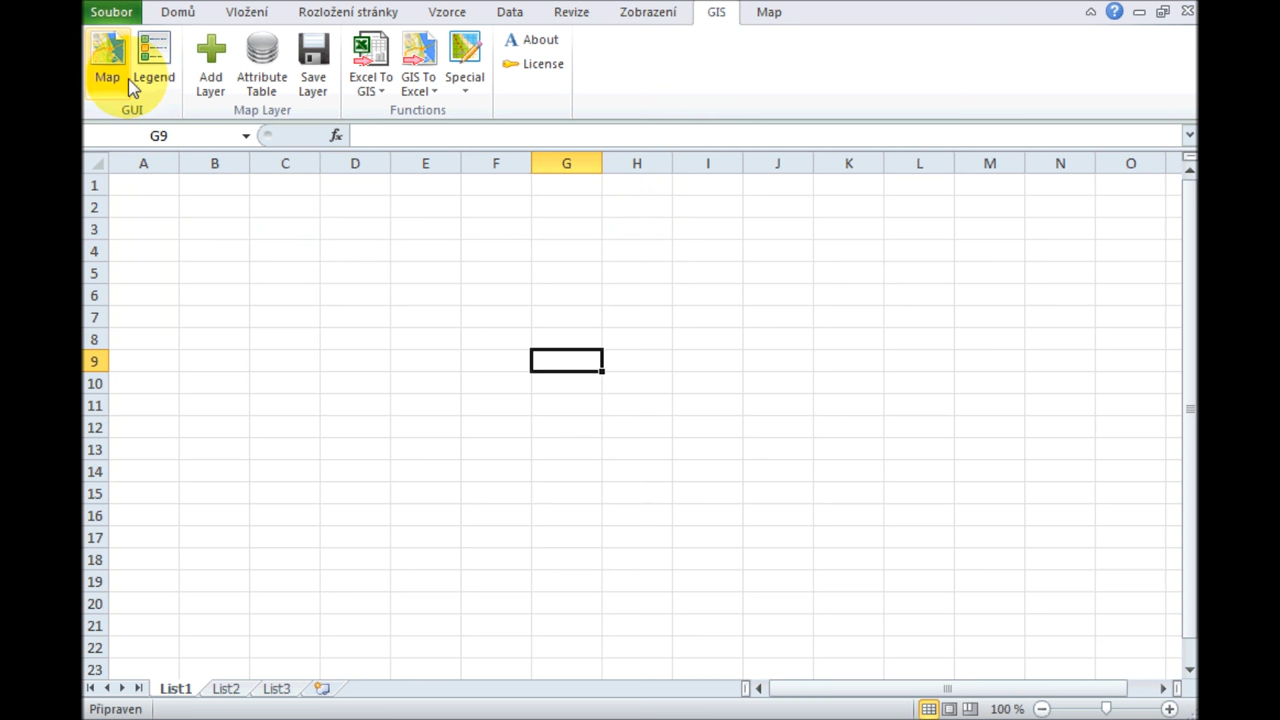 Soubor Domů Vložení Rozložení stránky Vzorce Data Revize Zobrazení GIS Map
Map Legend Add Layer Attribute Table Save Layer Excel To GIS GIS To Excel Special About
License
GUI Map Layer Functions
G9 fx
A B C D E F G H I J K L M N O
1
2
3
4
5
6
7
8
9
10
11
12
13
14
15
16
17
18
19
20
21
22
23
List1 List2 List3
Připraven 100 %